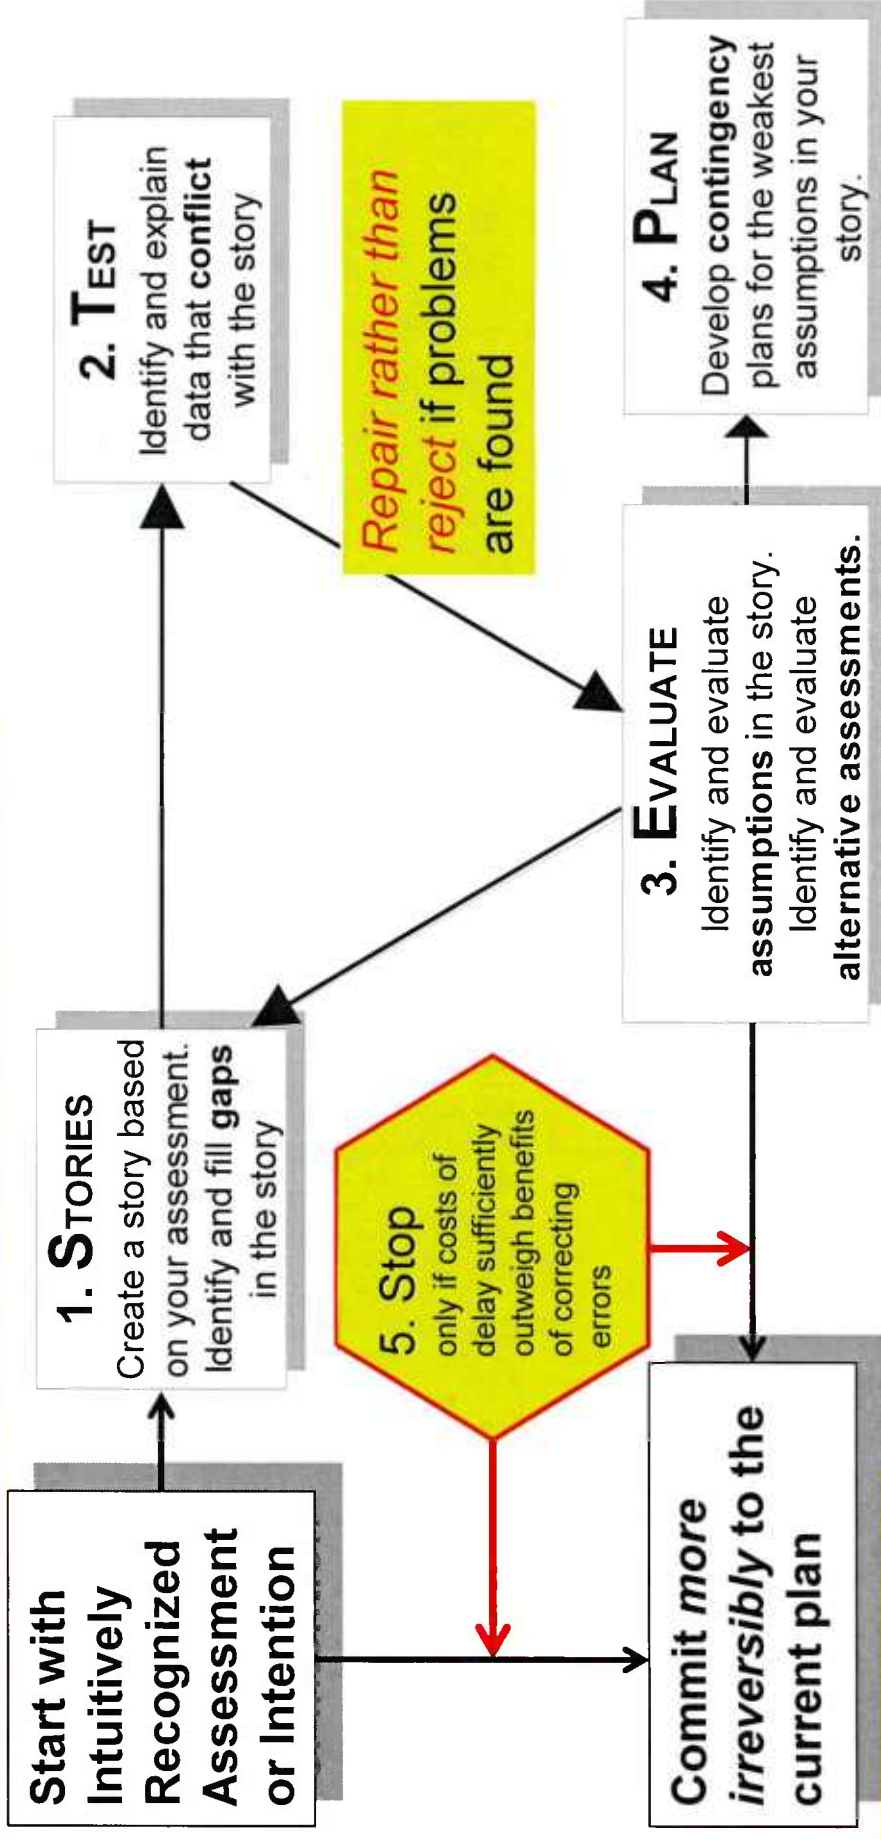 Start with
Intuitively
Recognized
Assessment
or Intention
1. STORIES
Create a story based
on your assessment.
Identify and fill gaps
in the story
2. TEST
Identify and explain
data that conflict
with the story
Repair rather than
reject if problems
are found
5. Stop
only if costs of
delay sufficiently
outweigh benefits
of correcting
errors
Commit more
irreversibly to the
current plan
3. EVALUATE
Identify and evaluate
assumptions in the story.
Identify and evaluate
alternative assessments.
4. PLAN
Develop contingency
plans for the weakest
assumptions in your
story.